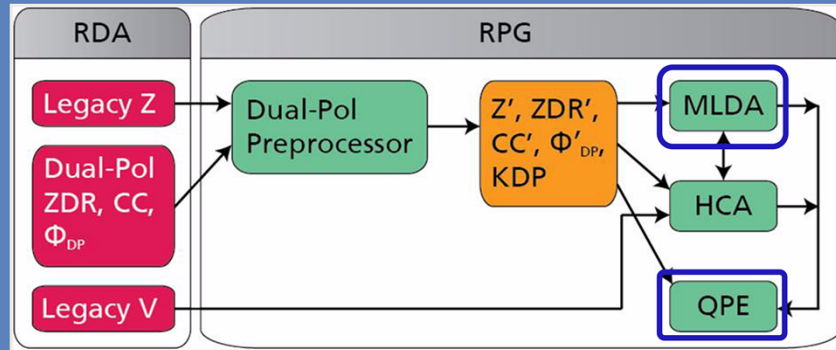 RDA
RPG
Legacy Z
Dual-Pol
ZDR, CC,
ΦDP
Legacy V
Dual-Pol
Preprocessor
Z’, ZDR’,
CC’, Φ’DP,
KDP
MLDA
HCA
QPE